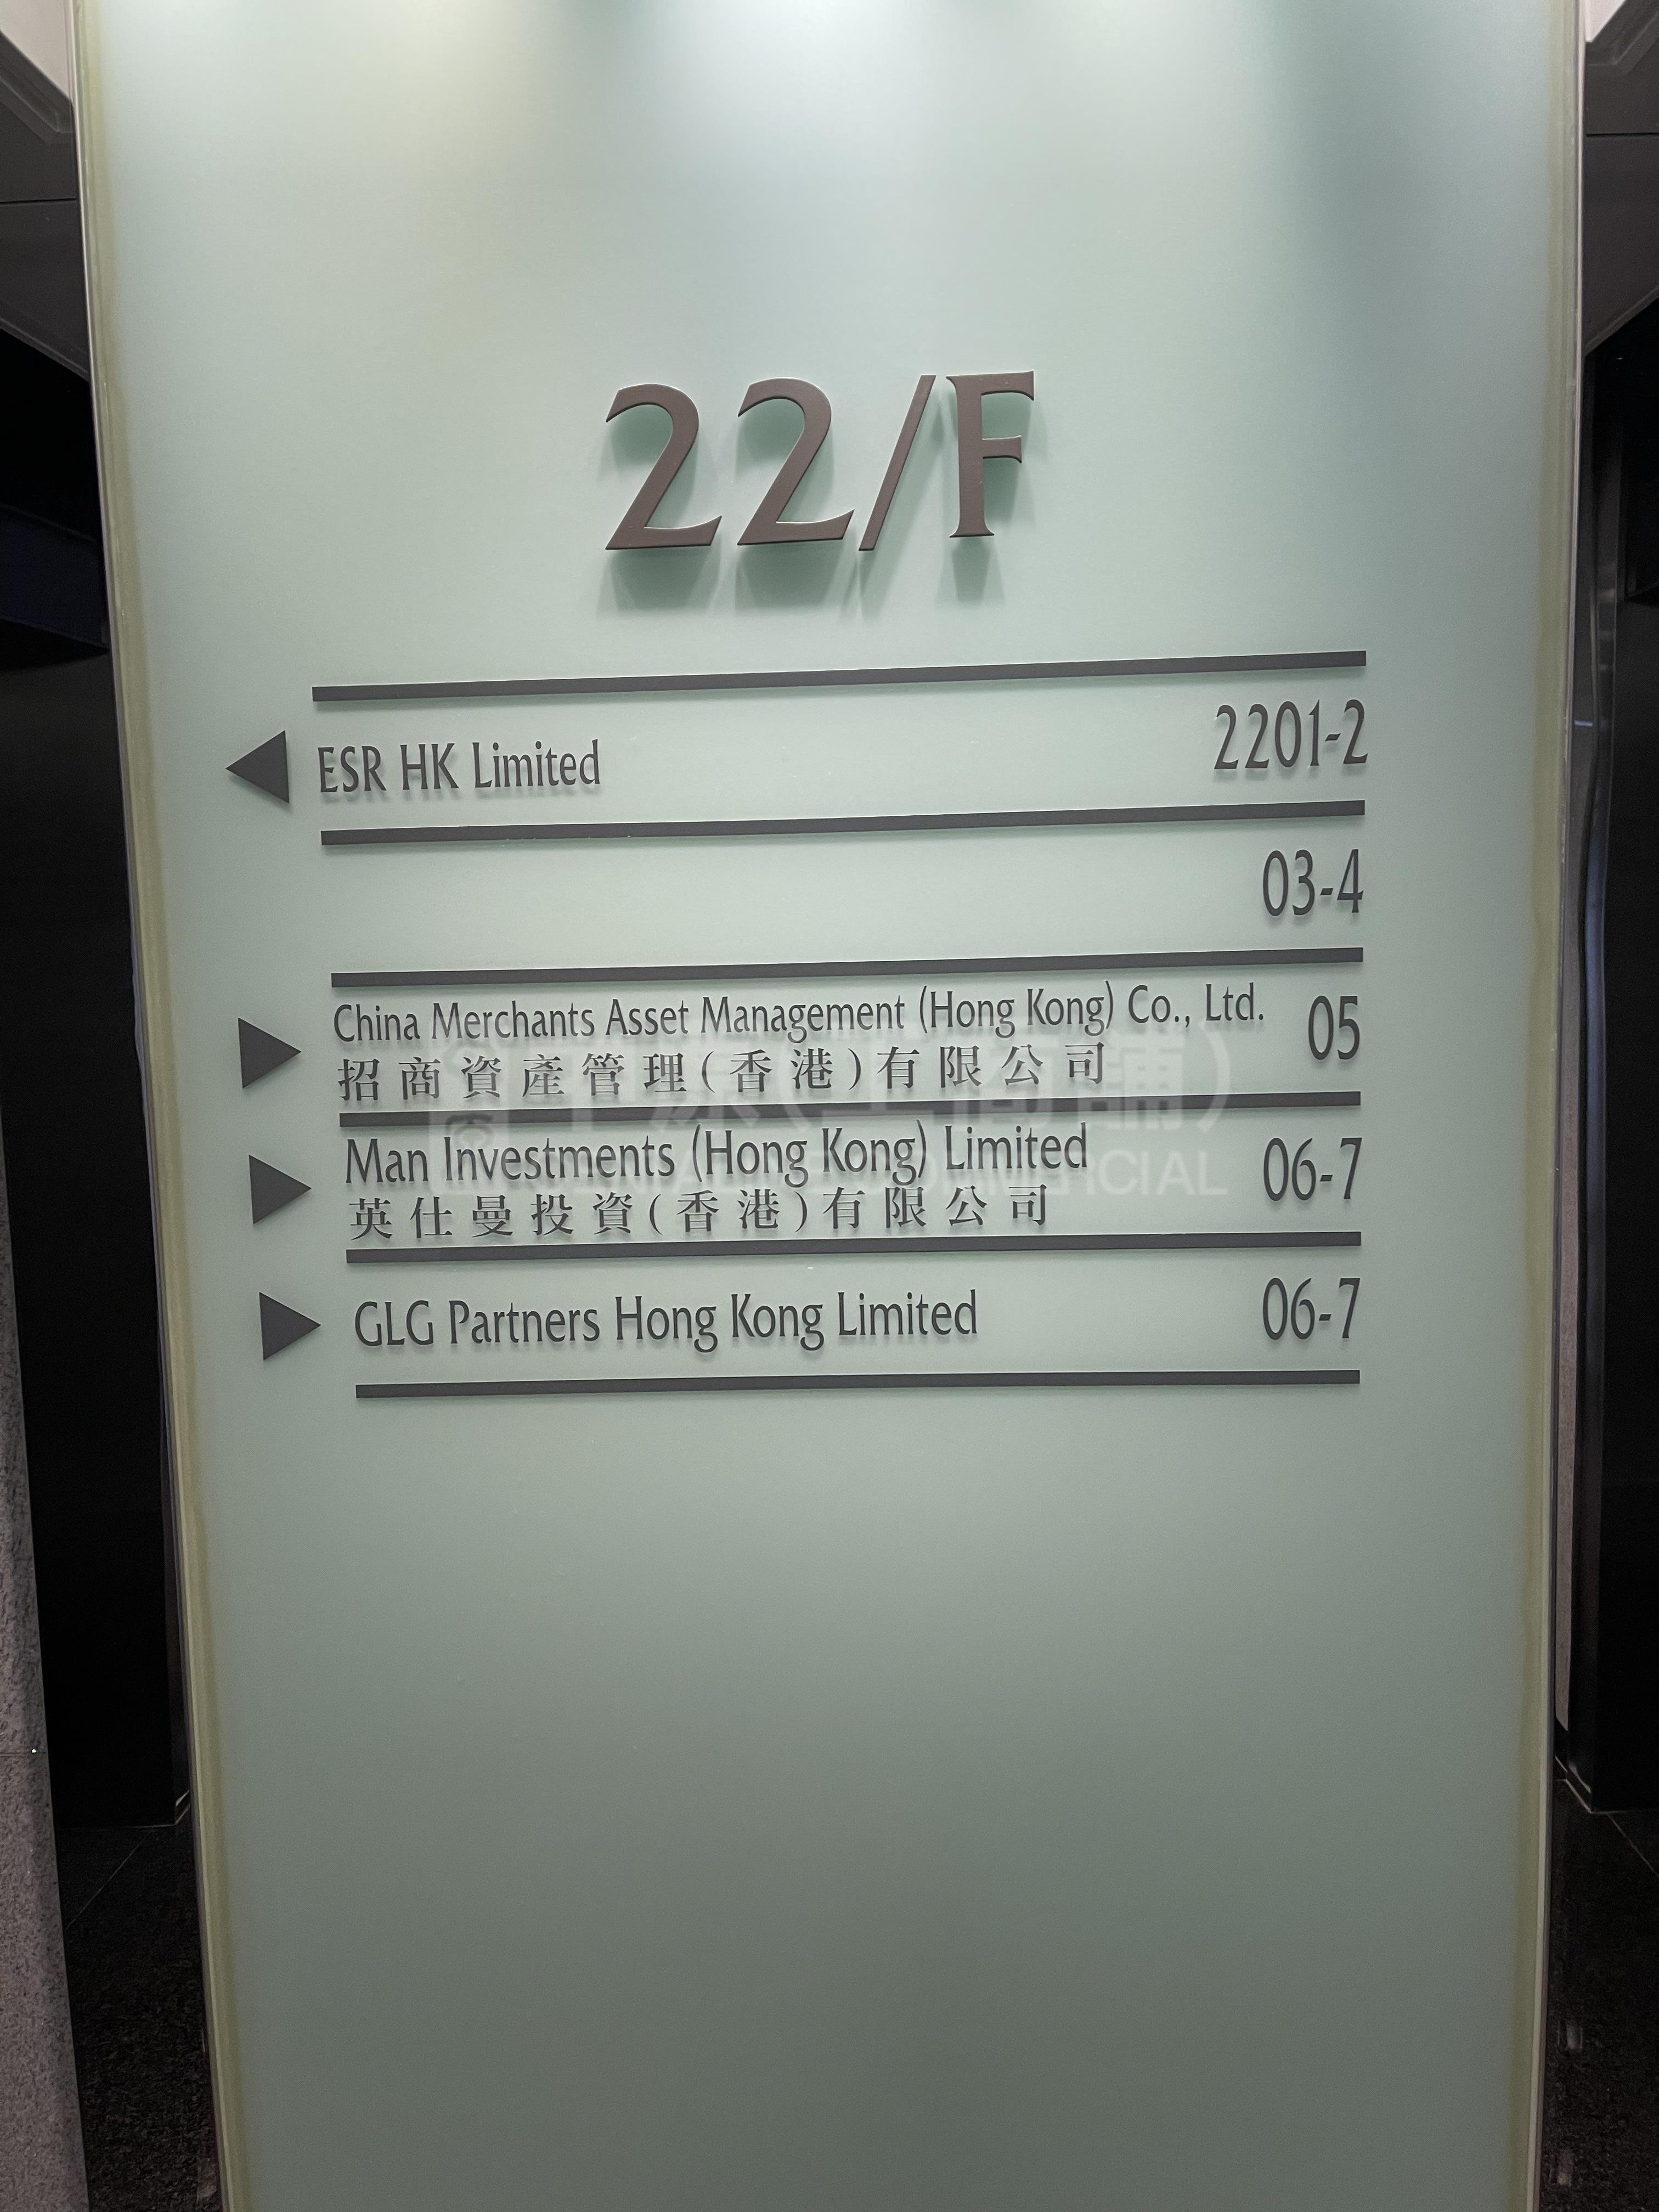 22/F
ESR HK Limited 2201-2
03-4
China Merchants Asset Management (Hong Kong) Co., Ltd. 05
招商資產管理(香港)有限公司
Man Investments (Hong Kong) Limited 06-7
英仕曼投資(香港)有限公司
GLG Partners Hong Kong Limited 06-7